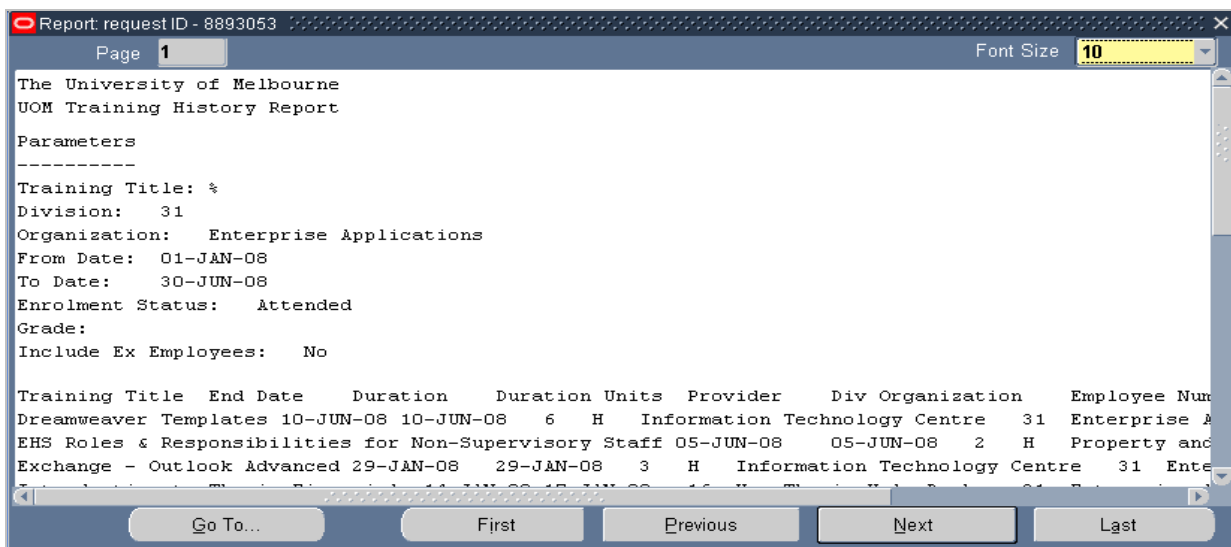 Report: request ID - 8893053
Page 1 Font Size 10
The University of Melbourne
UOM Training History Report
Parameters
----------
Training Title: %
Division: 31
Organization: Enterprise Applications
From Date: 01-JAN-08
To Date: 30-JUN-08
Enrolment Status: Attended
Grade:
Include Ex Employees: No
Training Title End Date Duration Duration Units Provider Div Organization Employee Num
Dreamweaver Templates 10-JUN-08 10-JUN-08 6 H Information Technology Centre 31 Enterprise A
EHS Roles & Responsibilities for Non-Supervisory Staff 05-JUN-08 05-JUN-08 2 H Property and
Exchange - Outlook Advanced 29-JAN-08 29-JAN-08 3 H Information Technology Centre 31 Ente
Go To... First Previous Next Last